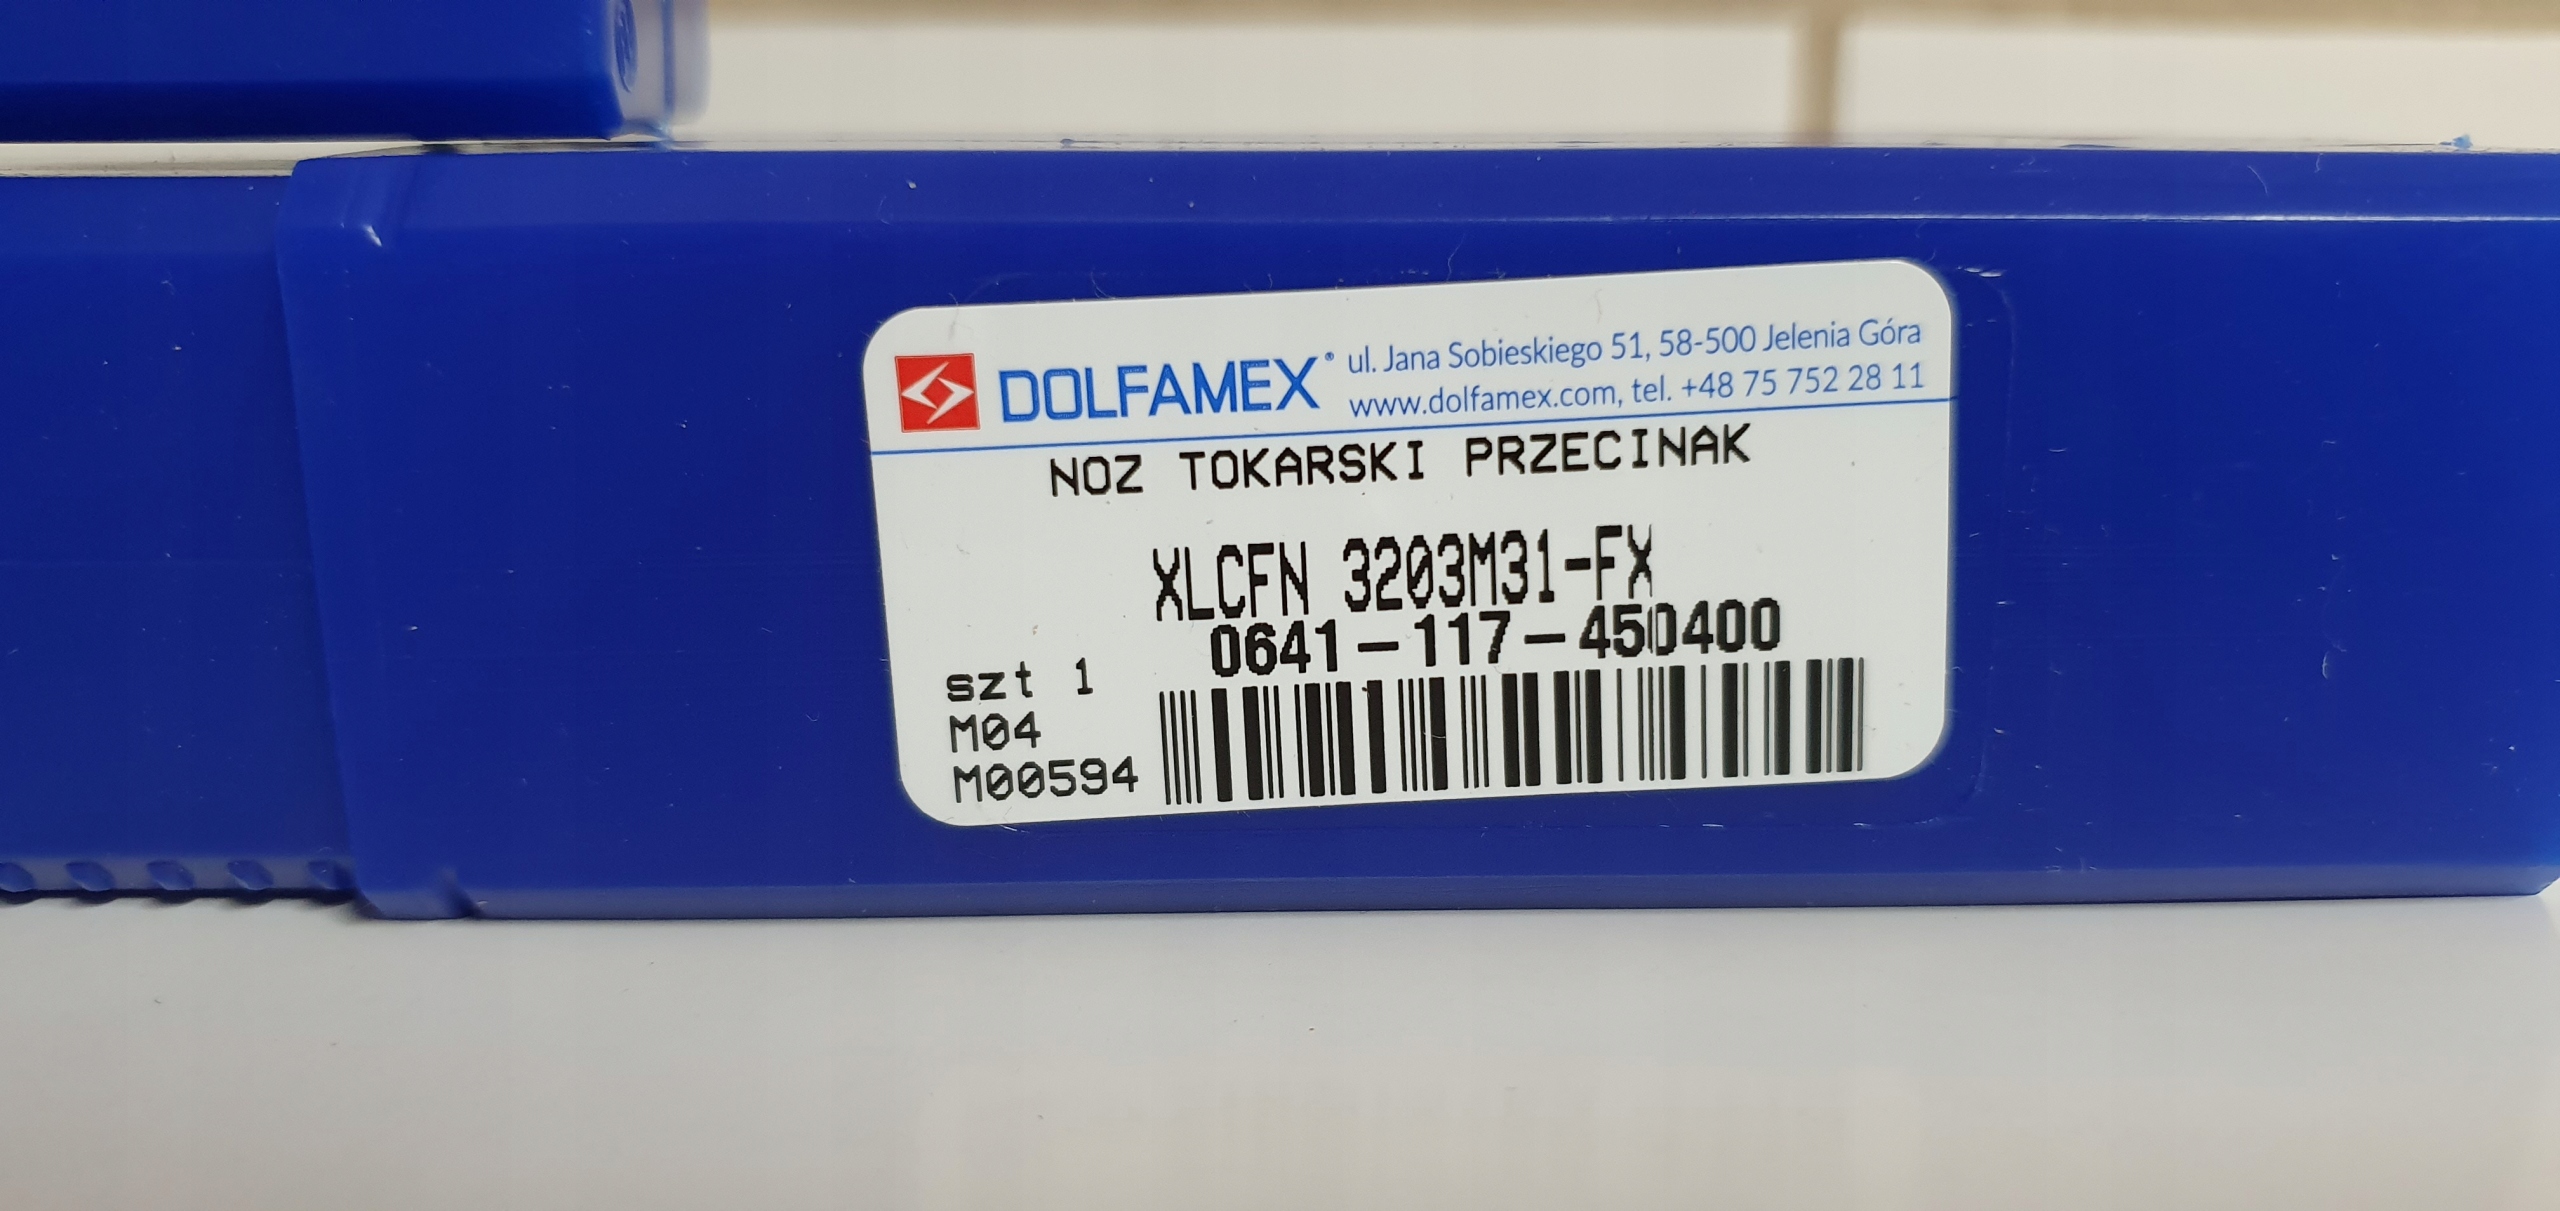 DOLFAMEX® ul. Jana Sobieskiego 51, 58-500 Jelenia Góra
www.dolfamex.com, tel. +48 75 752 28 11
NOZ TOKARSKI PRZECINAK
XLCFN 3203M31-FX
0641-117-450400
szt 1
M04
M00594